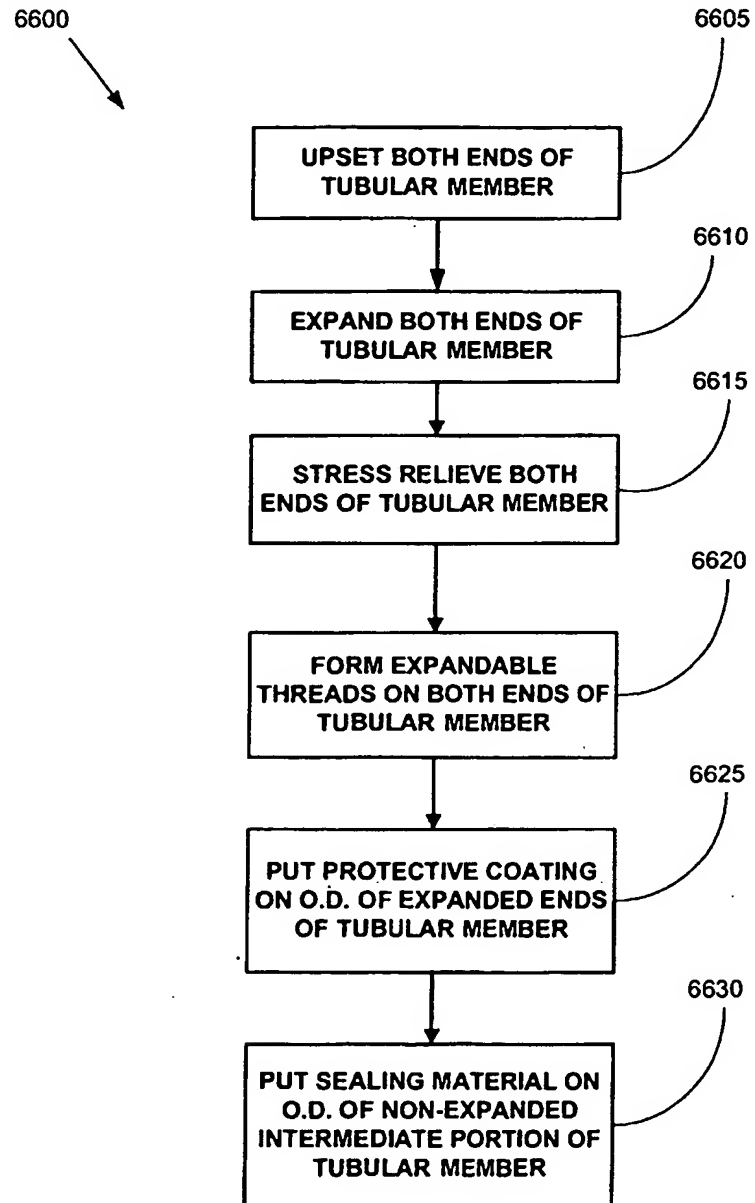 6600
6605
UPSET BOTH ENDS OF
TUBULAR MEMBER
6610
EXPAND BOTH ENDS OF
TUBULAR MEMBER
6615
STRESS RELIEVE BOTH
ENDS OF TUBULAR MEMBER
6620
FORM EXPANDABLE
THREADS ON BOTH ENDS OF
TUBULAR MEMBER
6625
PUT PROTECTIVE COATING
ON O.D. OF EXPANDED ENDS
OF TUBULAR MEMBER
6630
PUT SEALING MATERIAL ON
O.D. OF NON-EXPANDED
INTERMEDIATE PORTION OF
TUBULAR MEMBER